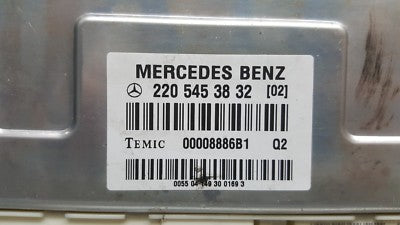 MERCEDES BENZ
220 545 38 32 [02]
TEMIC 00008886B1 Q2
0055 04 149 30 0169 3